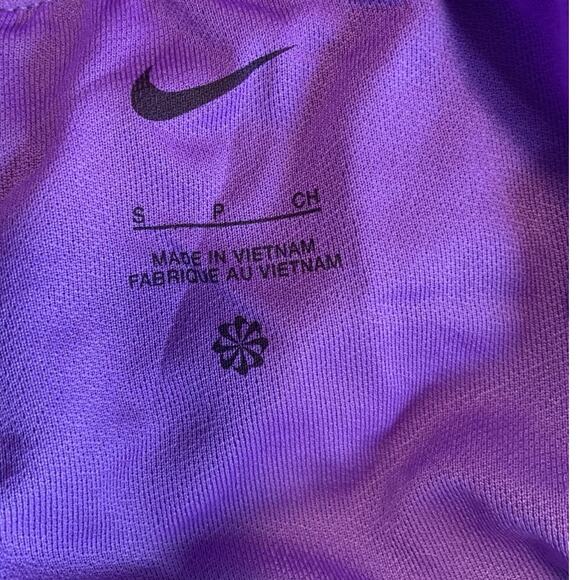 S P CH
MADE IN VIETNAM
FABRIQUE AU VIETNAM